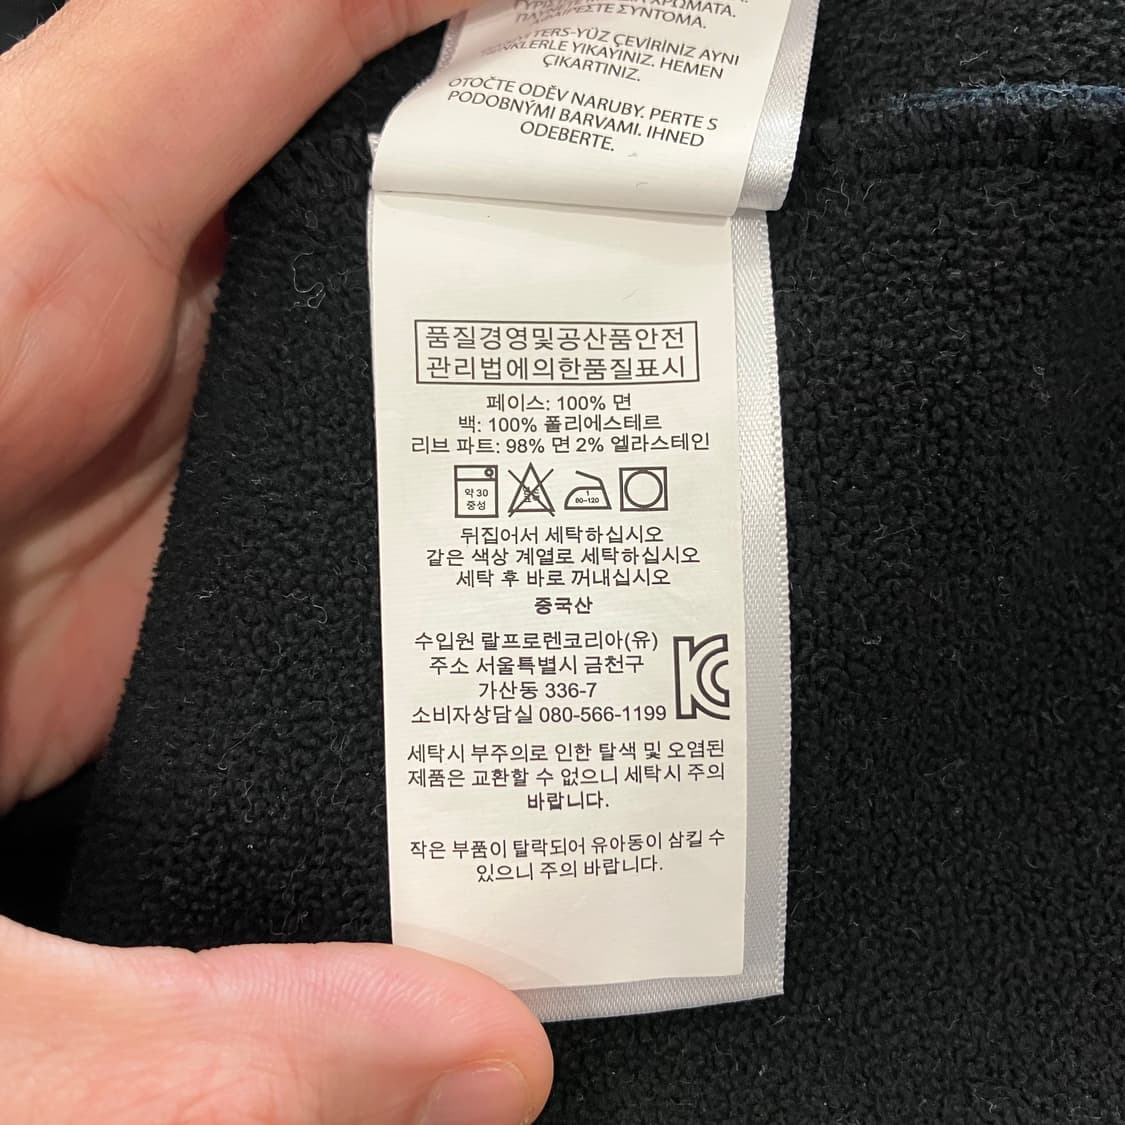 ΧΡΩΜΑΤΑ.
ΣΥΝΤΟΜΑ.
TERS-YÜZ ÇEVİRİNİZ AYNI
RENKLERLE YIKAYINIZ. HEMEN
ÇIKARTINIZ.
OTOČTE ODĚV NARUBY. PERTE S
PODOBNÝMI BARVAMI. IHNED
ODEBERTE.
품질경영및공산품안전
관리법에의한품질표시
페이스: 100% 면
백: 100% 폴리에스테르
리브 파트: 98% 면 2% 엘라스테인
약 30
중성
1
80~120
뒤집어서 세탁하십시오
같은 색상 계열로 세탁하십시오
세탁 후 바로 꺼내십시오
중국산
수입원 랄프로렌코리아(유)
주소 서울특별시 금천구
가산동 336-7
소비자상담실 080-566-1199
KC
세탁시 부주의로 인한 탈색 및 오염된
제품은 교환할 수 없으니 세탁시 주의
바랍니다.
작은 부품이 탈락되어 유아동이 삼킬 수
있으니 주의 바랍니다.